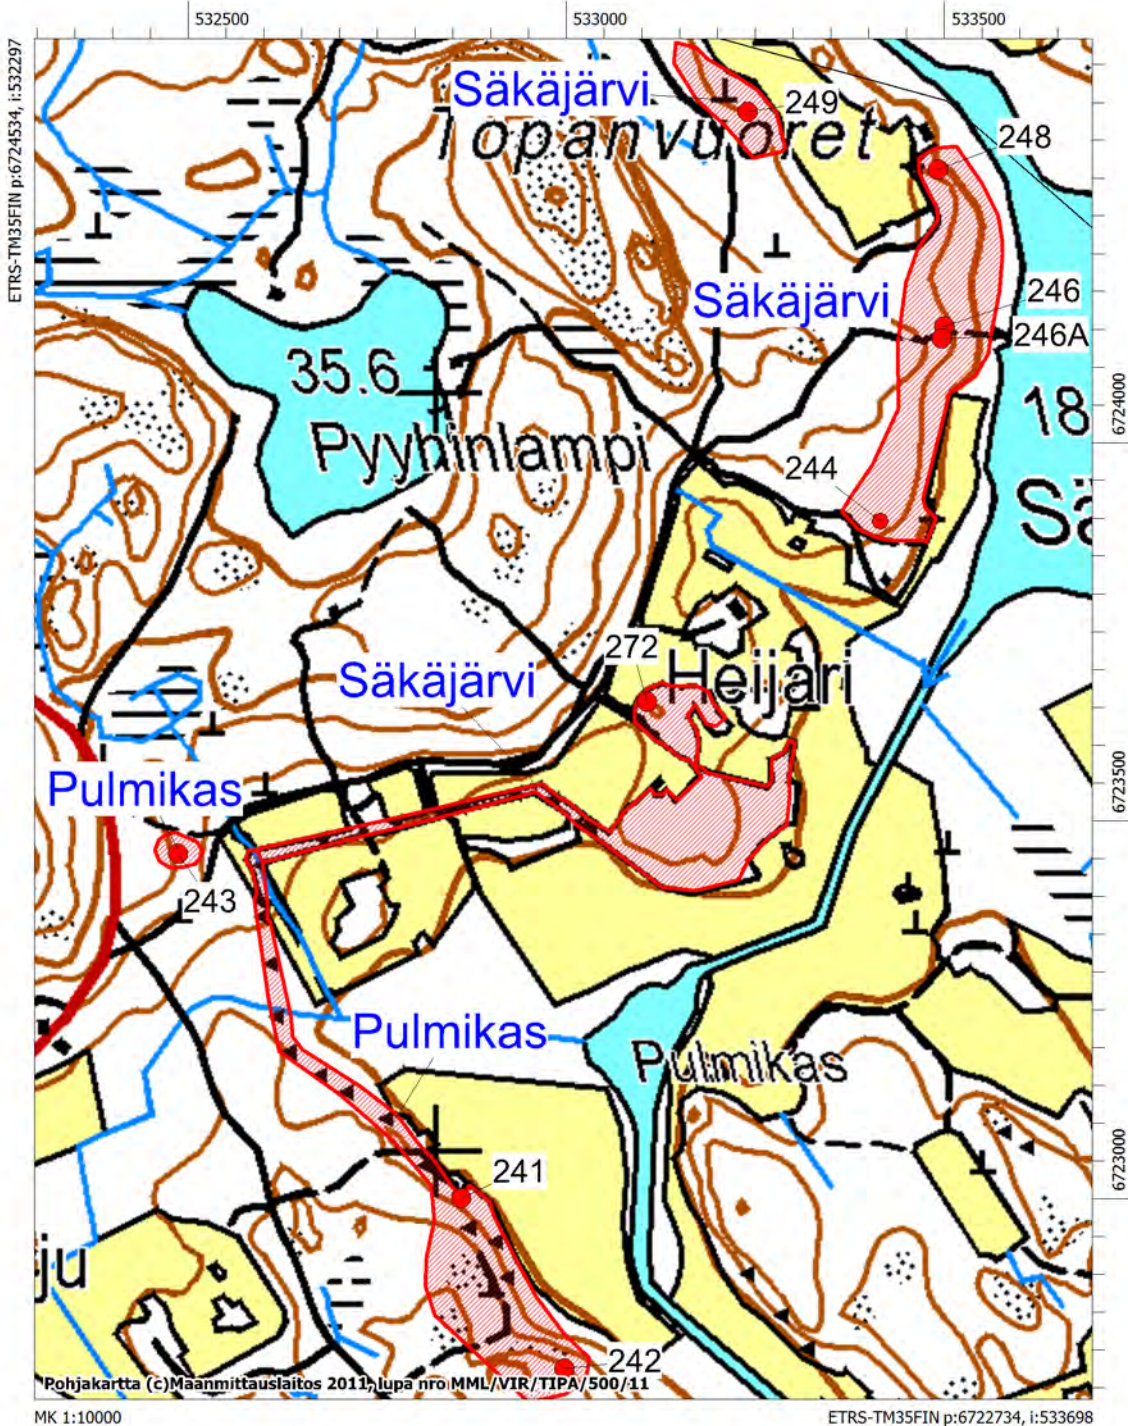 532500
533000
533500
ETRS-TM35FIN p:6724534, i:532297
Säkäjärvi
249
Topanvuoret
248
Säkäjärvi
246
246A
35.6
6724000
18
Pyyhinlampi
244
Sä
272
Heijari
Säkäjärvi
Pulmikas
6723500
243
Pulmikas
Pulmikas
241
6723000
ju
242
Pohjakartta (c)Maanmittauslaitos 2011, lupa nro MML/VIR/TIPA/500/11
MK 1:10000
ETRS-TM35FIN p:6722734, i:533698